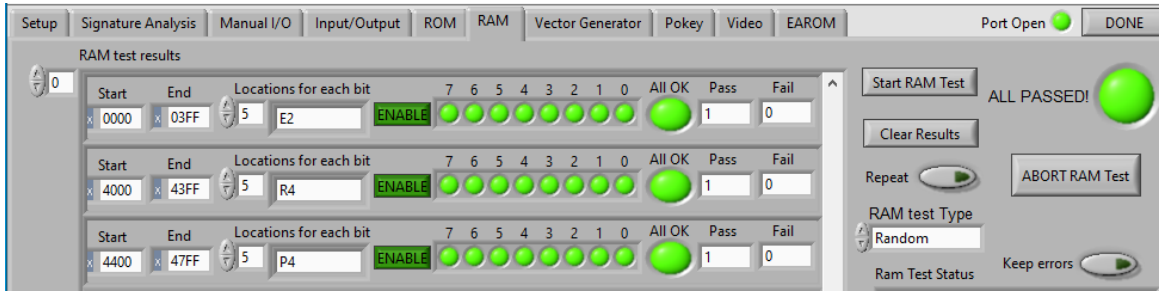 Setup Signature Analysis Manual I/O Input/Output ROM RAM Vector Generator Pokey Video EAROM Port Open DONE
RAM test results
0
Start End Locations for each bit 7 6 5 4 3 2 1 0 All OK Pass Fail
x 0000 x 03FF 5 E2 ENABLE 1 0
Start End Locations for each bit 7 6 5 4 3 2 1 0 All OK Pass Fail
x 4000 x 43FF 5 R4 ENABLE 1 0
Start End Locations for each bit 7 6 5 4 3 2 1 0 All OK Pass Fail
x 4400 x 47FF 5 P4 ENABLE 1 0
Start RAM Test ALL PASSED!
Clear Results
Repeat ABORT RAM Test
RAM test Type
Random
Keep errors
Ram Test Status